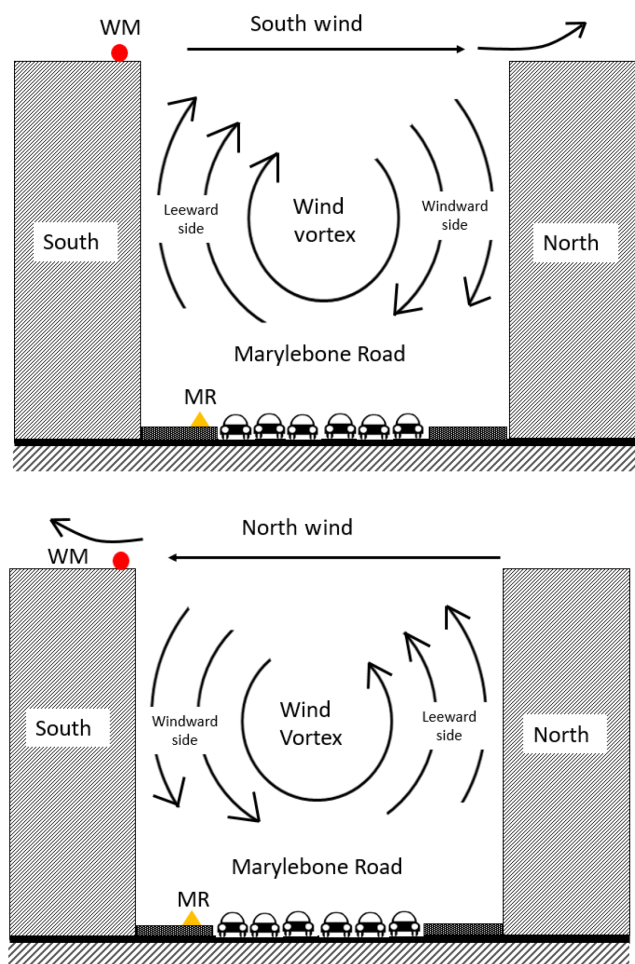 WM
South wind
Leeward
side
Wind
vortex
Windward
side
South
North
Marylebone Road
MR
North wind
WM
Windward
side
Wind
Vortex
Leeward
side
South
North
Marylebone Road
MR